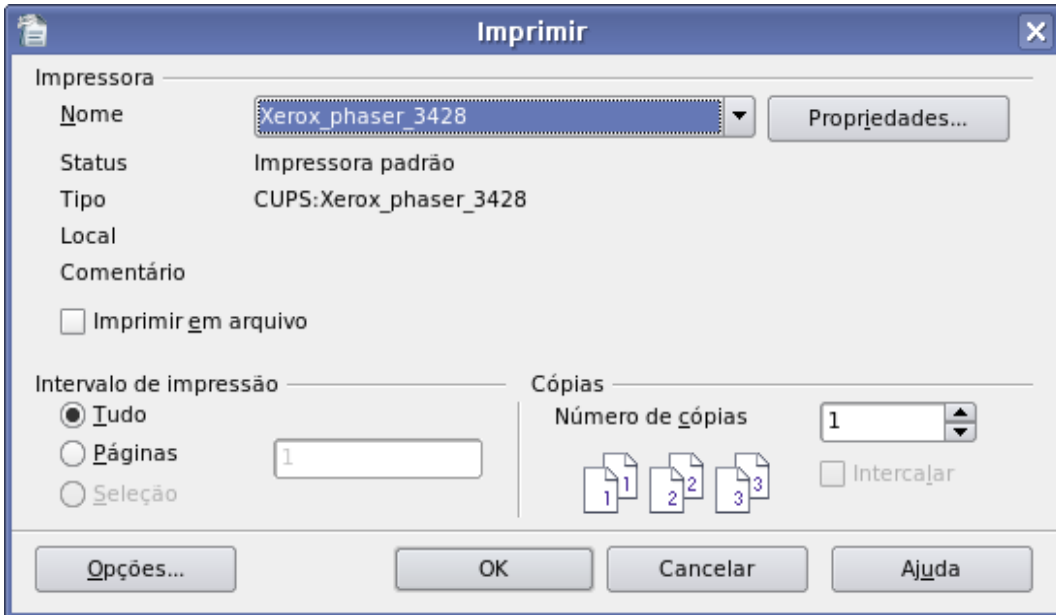 Imprimir
Impressora
Nome Xerox_phaser_3428 Propriedades...
Status Impressora padrão
Tipo CUPS:Xerox_phaser_3428
Local
Comentário
Imprimir em arquivo
Intervalo de impressão
Tudo
Páginas 1
Seleção
Cópias
Número de cópias 1
1 1 2 2 3 3
Intercalar
Opções... OK Cancelar Ajuda